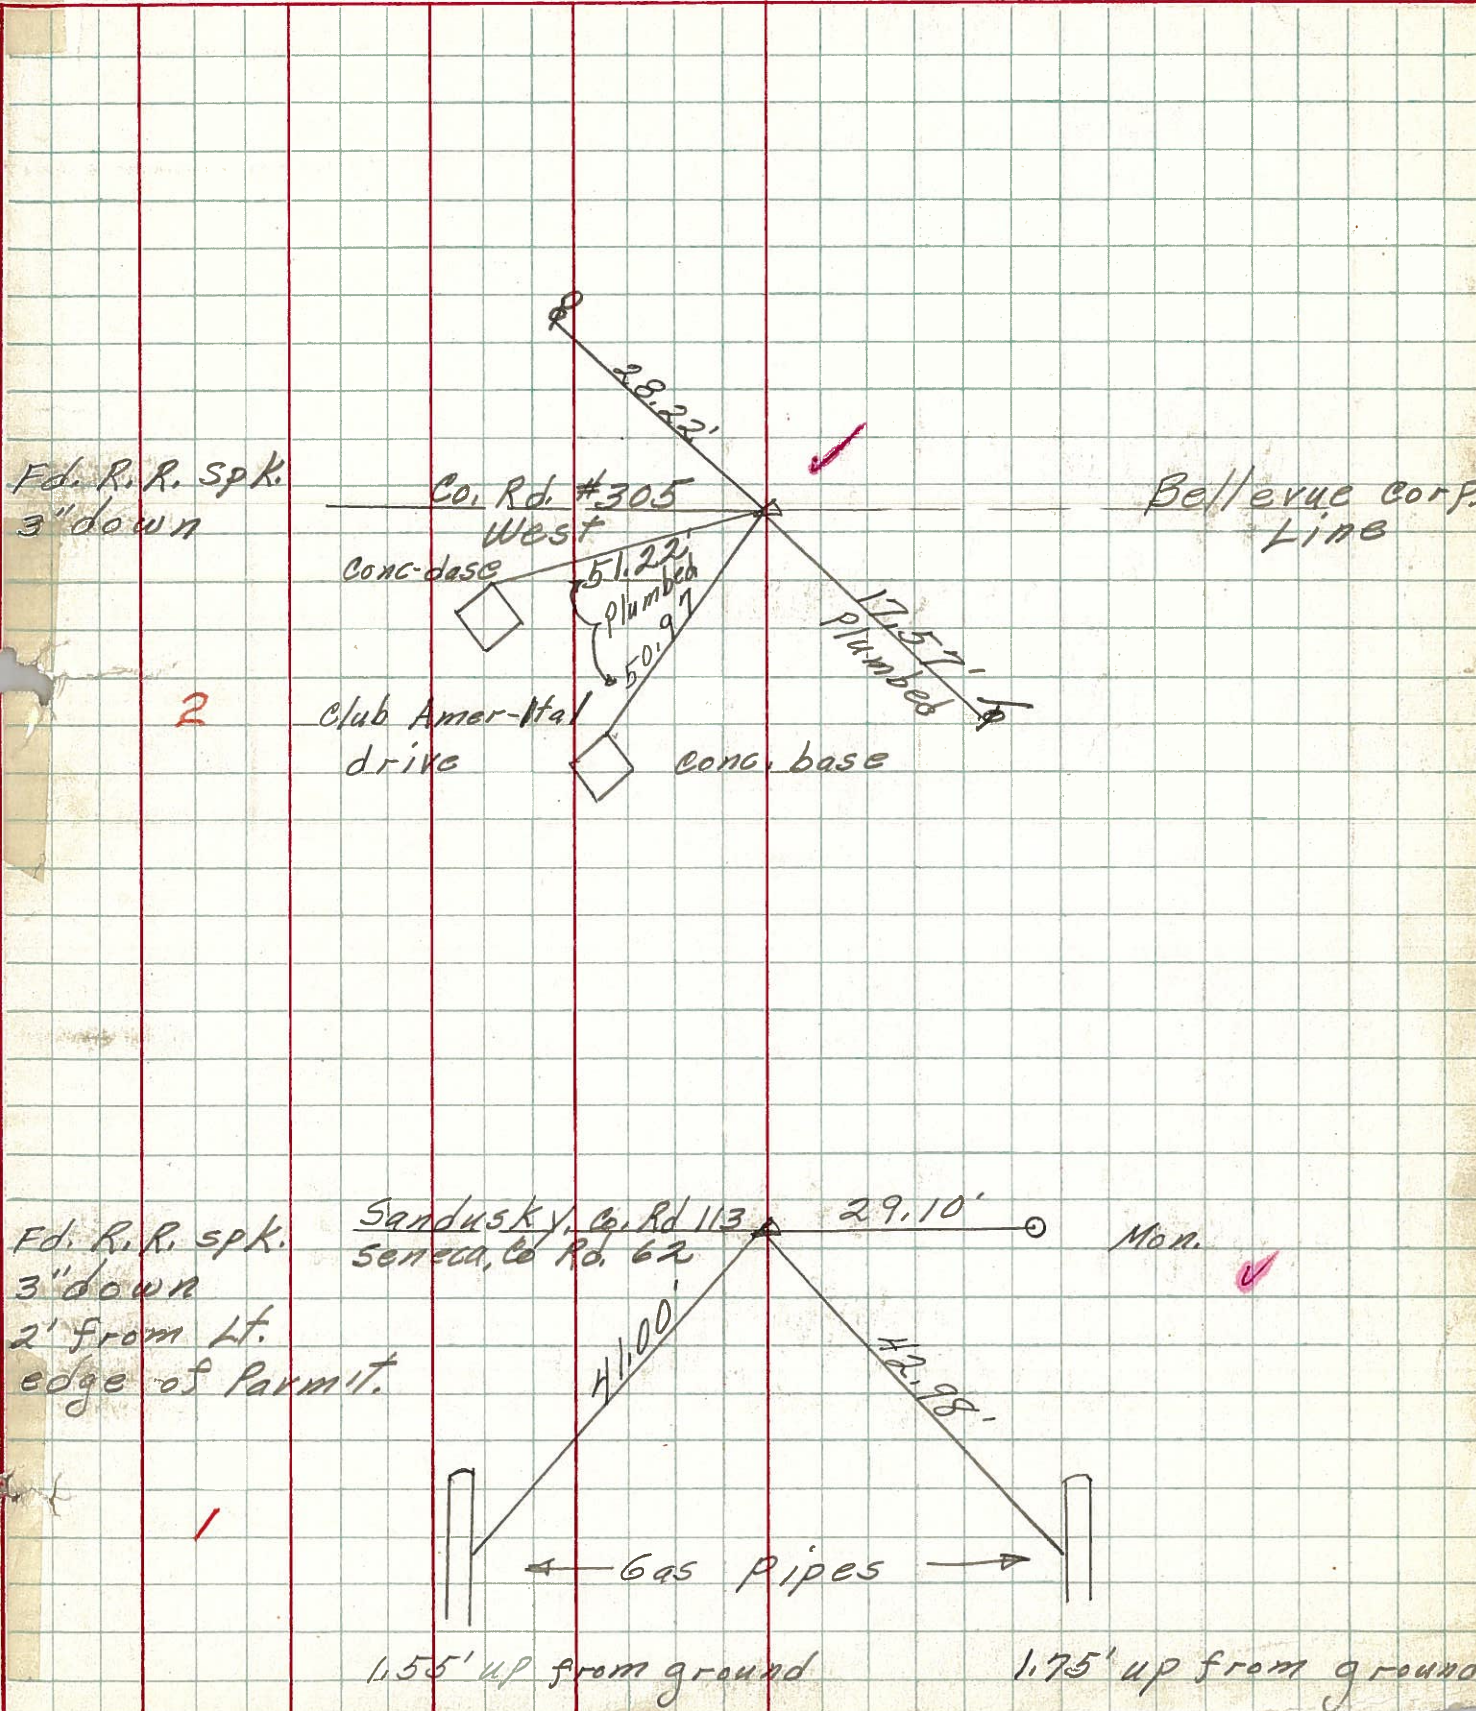 28.22'
Fd. R.R. spk.
3" down
Co. Rd. #305
West
Bellevue Corp.
Line
Conc-base
51.22'
Plumbed
50.97
17.57'
Plumbed
2
Club Amer-Ital
drive
conc. base
Sandusky, Co. Rd 113
Seneca, Co Rd. 62
29.10'
Mon.
Fd. R.R. spk.
3" down
2' from Lt.
edge of Pavm't.
41.00'
42.98'
1
Gas pipes
1.55' up from ground
1.75' up from ground